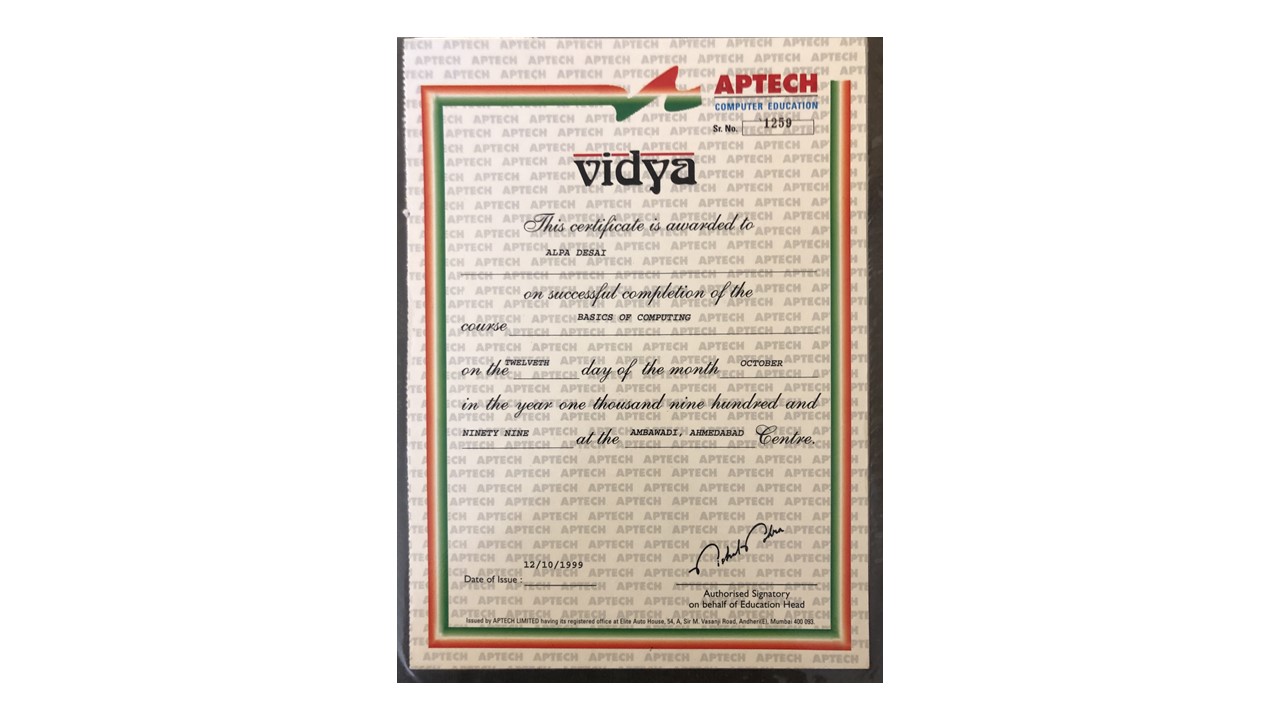 APTECH
COMPUTER EDUCATION
Sr. No. 1259
vidya
This certificate is awarded to
ALPA DESAI
on successful completion of the
course BASICS OF COMPUTING
on the TWELVETH day of the month OCTOBER
in the year one thousand nine hundred and
NINETY NINE at the AMBAWADI, AHMEDABAD Centre.
Date of Issue : 12/10/1999
Authorised Signatory
on behalf of Education Head
Issued by APTECH LIMITED having its registered office at Elite Auto House, 54, A, Sir M. Vasanji Road, Andheri(E), Mumbai 400 093.